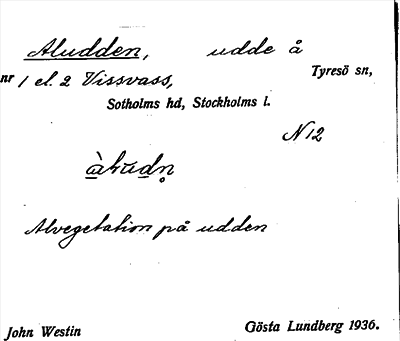 Aludden, udde å
Tyresö sn,
nr 1 el. 2 Vissvass,
Sotholms hd, Stockholms l.
N 12
Alvegetation på udden
John Westin Gösta Lundberg 1936.